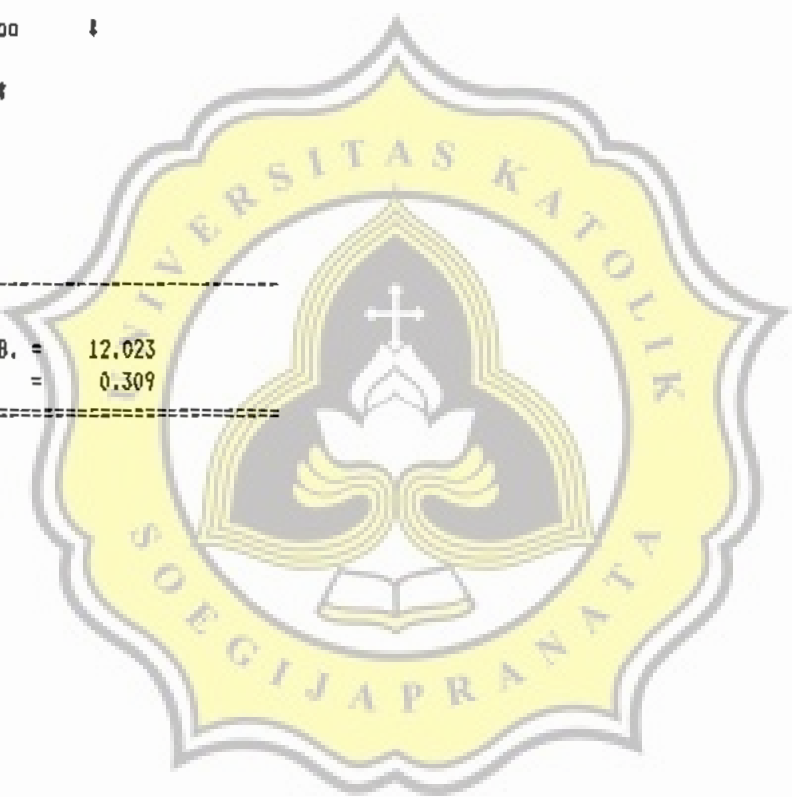 UNIVERSITAS KATOLIK
B. = 12.023
= 0.309
SOEGIJAPRANATA